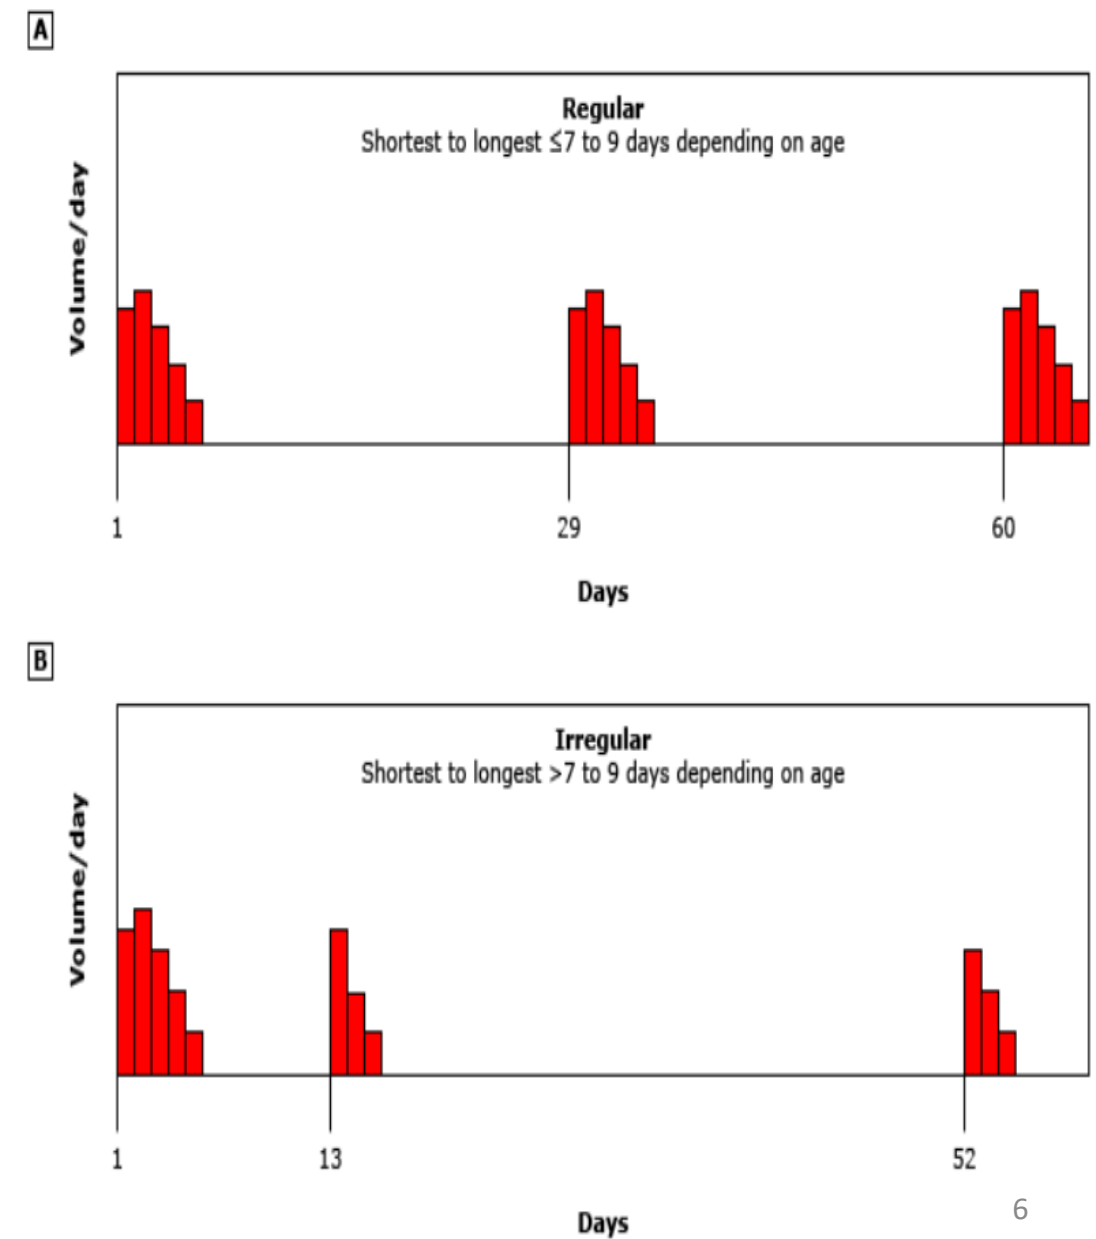 A
Regular
Shortest to longest ≤7 to 9 days depending on age
Volume/day
1 29 60
Days
B
Irregular
Shortest to longest >7 to 9 days depending on age
Volume/day
1 13 52
Days
6